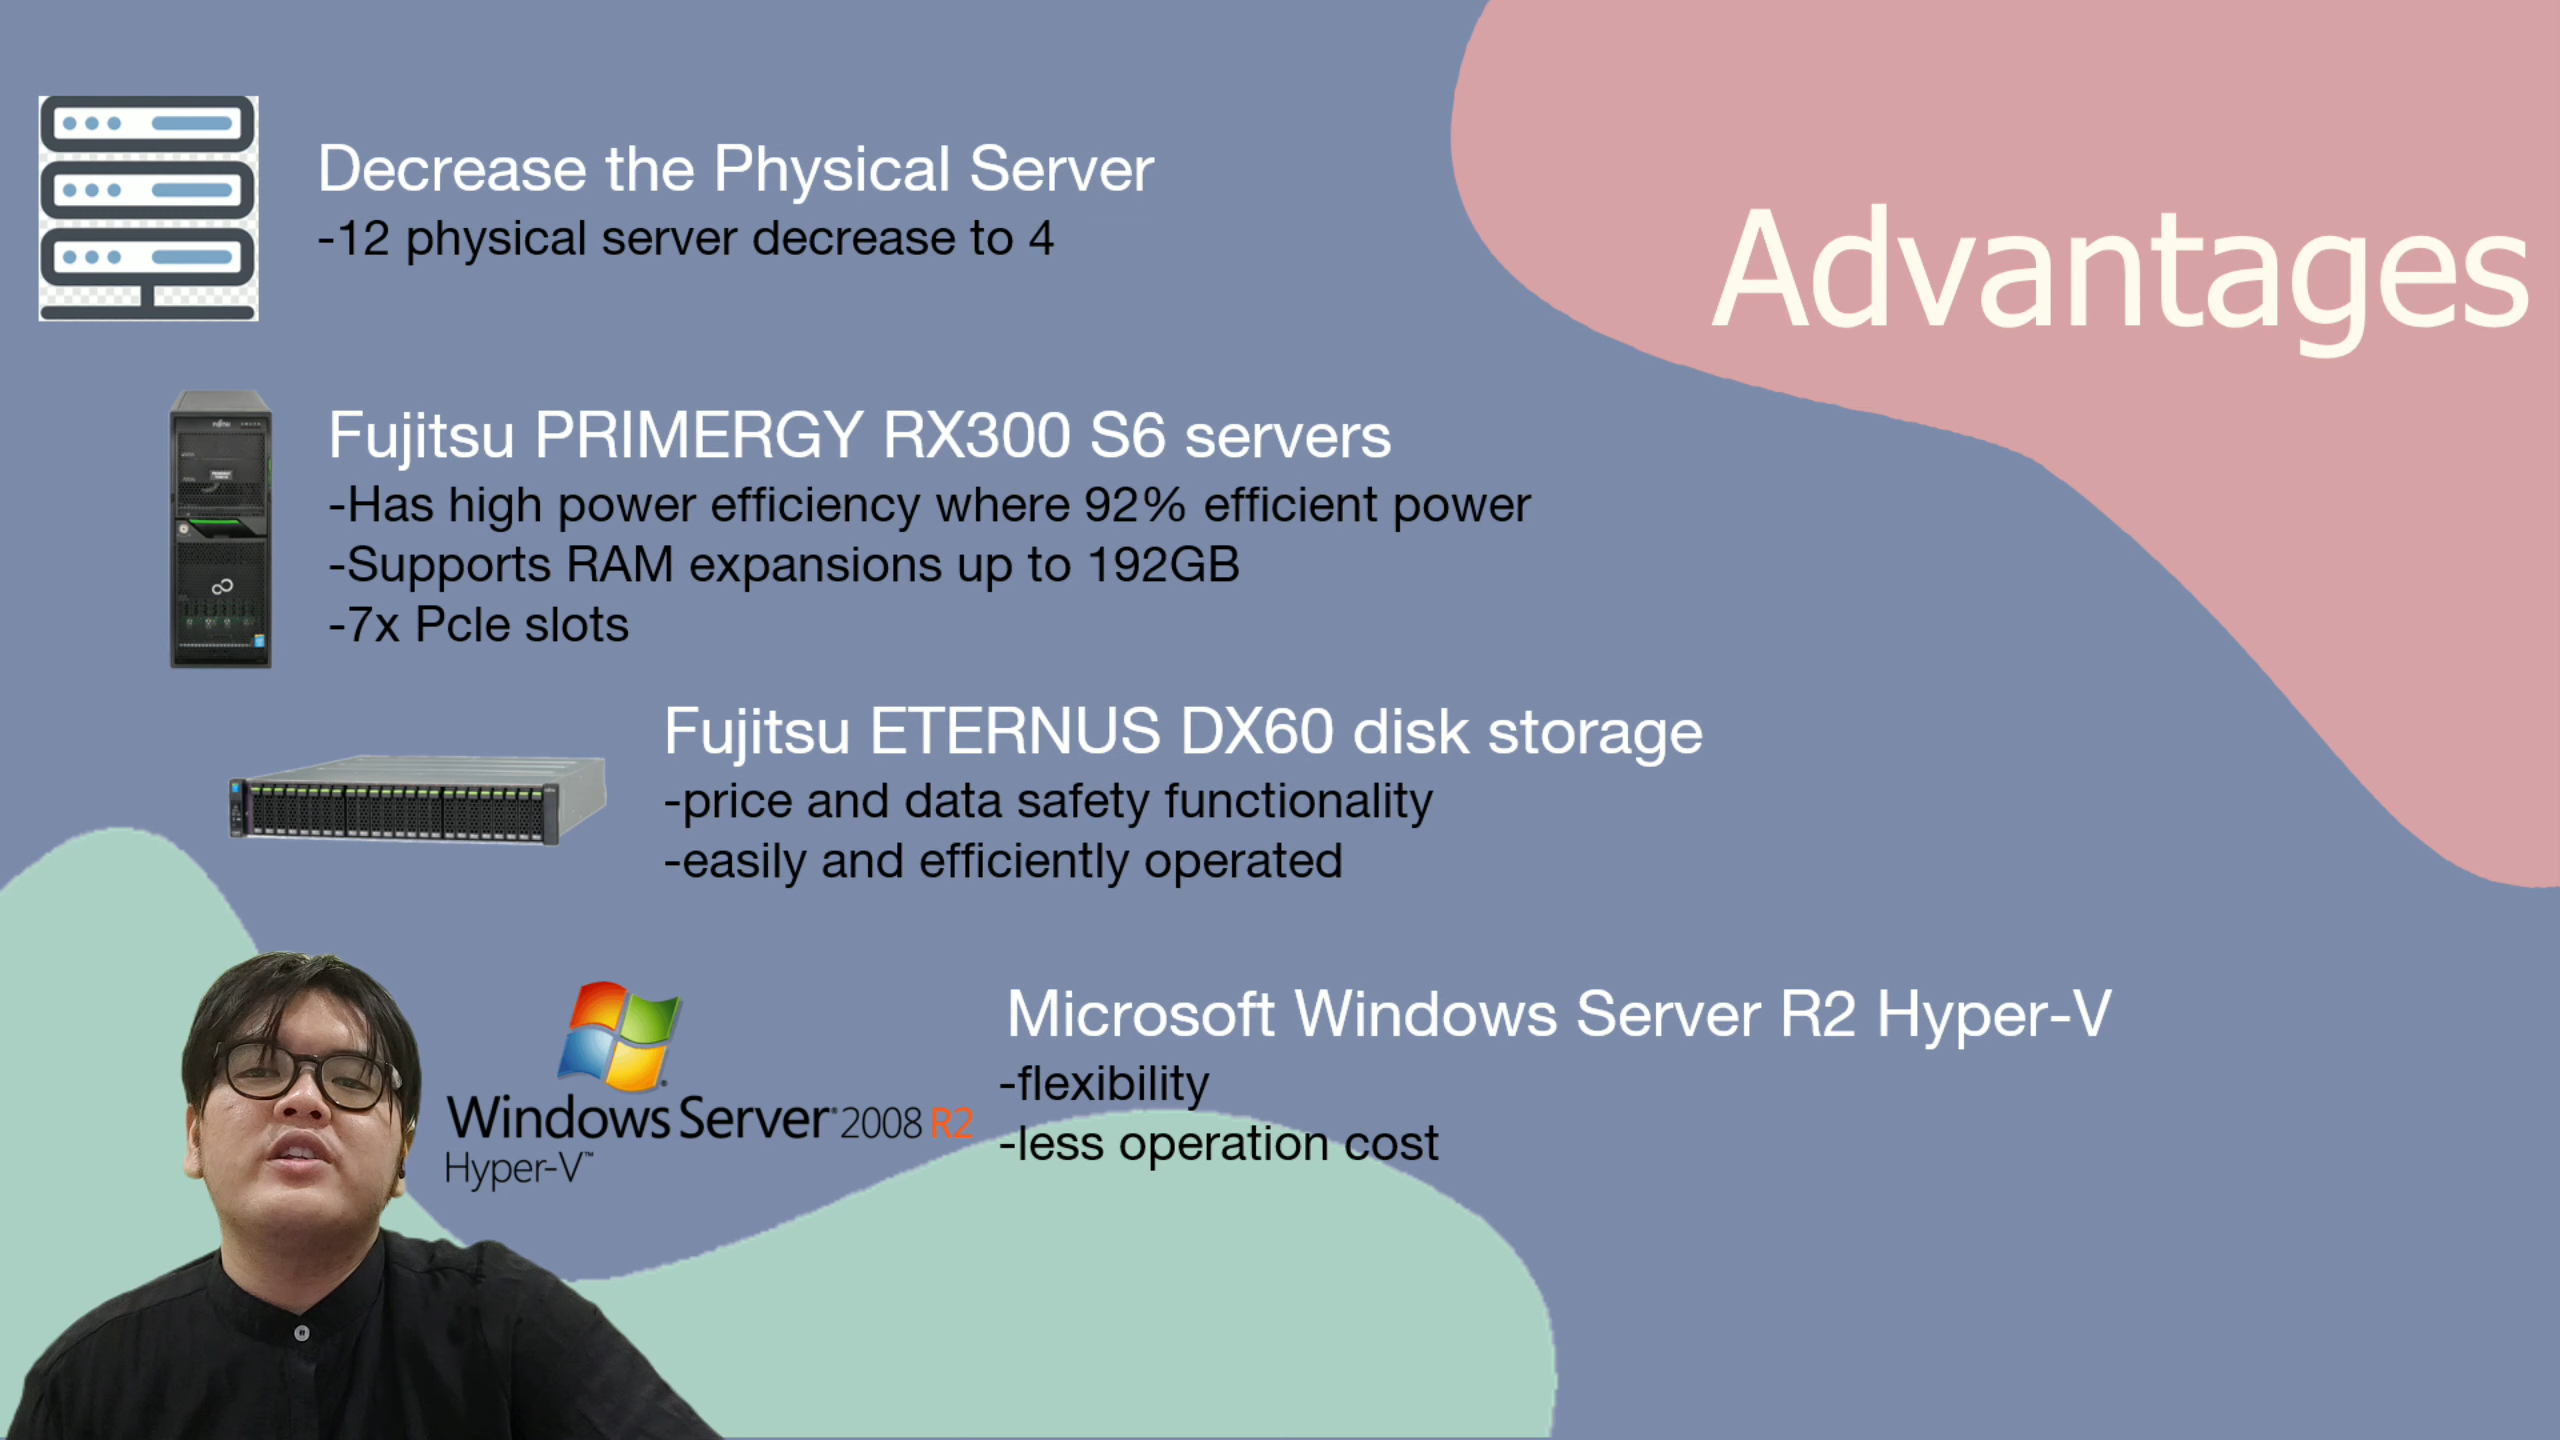 Advantages
Decrease the Physical Server
-12 physical server decrease to 4
Fujitsu PRIMERGY RX300 S6 servers
-Has high power efficiency where 92% efficient power
-Supports RAM expansions up to 192GB
-7x PcIe slots
Fujitsu ETERNUS DX60 disk storage
-price and data safety functionality
-easily and efficiently operated
Windows Server 2008 R2
Hyper-V™
Microsoft Windows Server R2 Hyper-V
-flexibility
-less operation cost